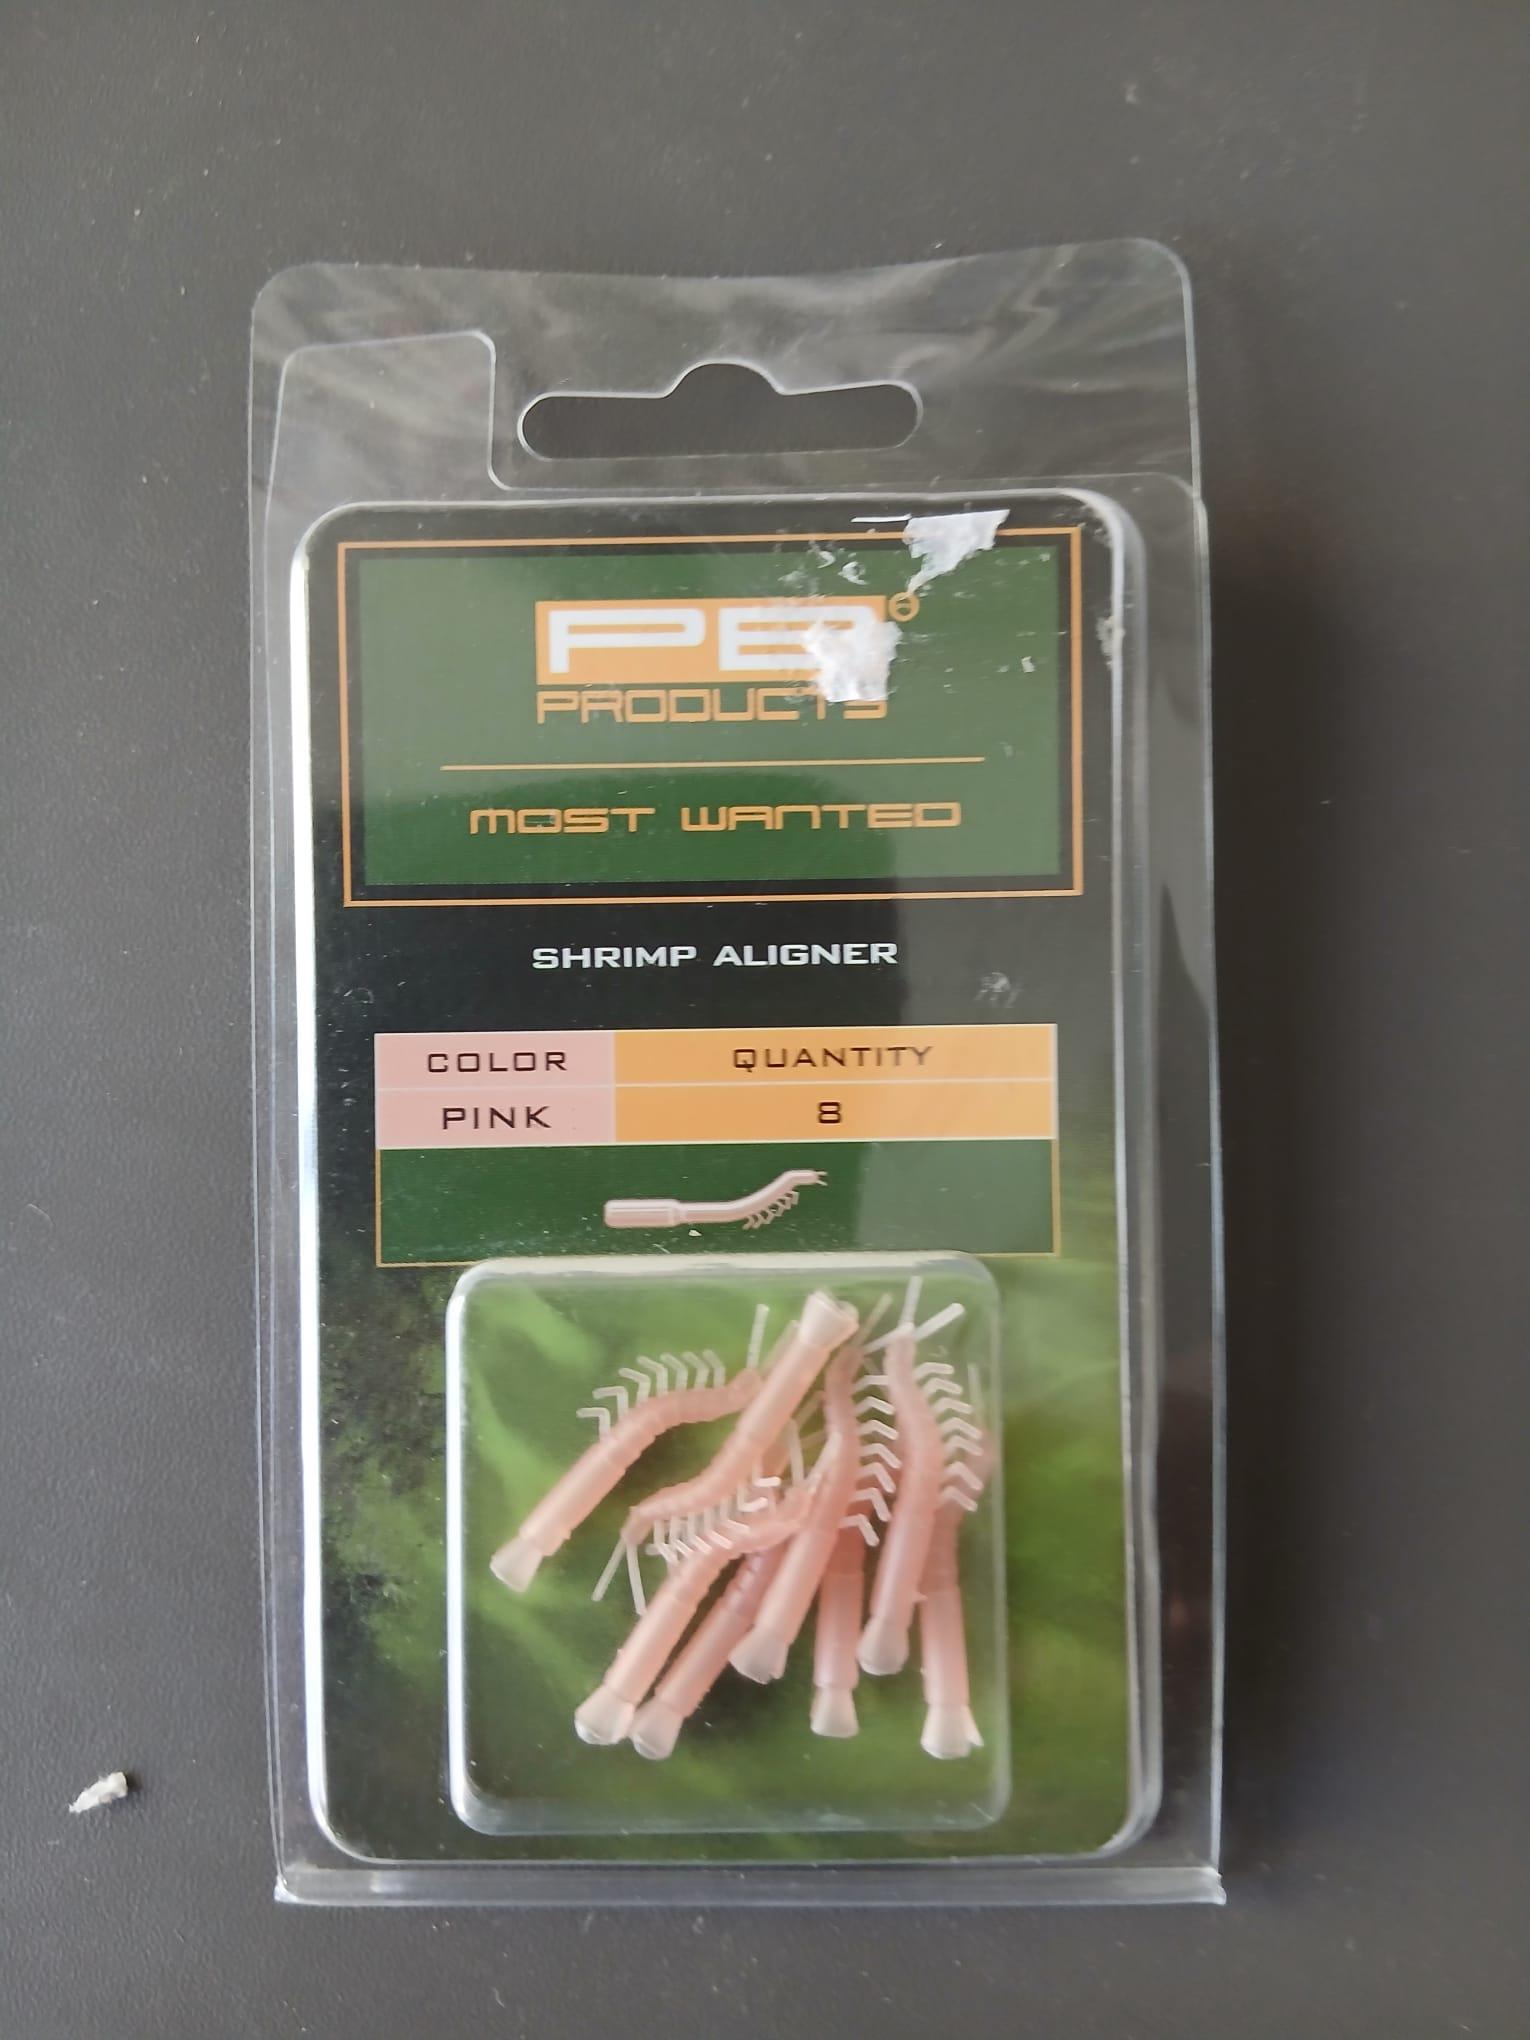 PB
PRODUCTS
MOST WANTED
SHRIMP ALIGNER
COLOR QUANTITY
PINK 8